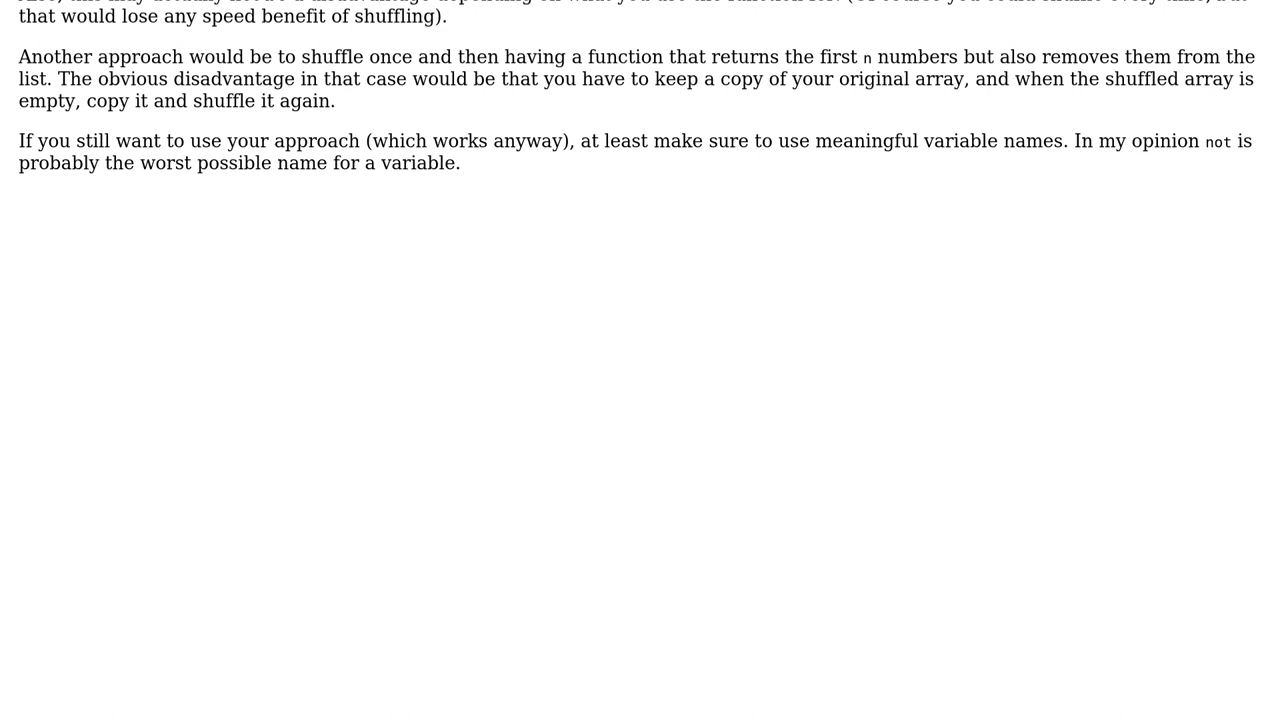 that would lose any speed benefit of shuffling).
Another approach would be to shuffle once and then having a function that returns the first n numbers but also removes them from the
list. The obvious disadvantage in that case would be that you have to keep a copy of your original array, and when the shuffled array is
empty, copy it and shuffle it again.
If you still want to use your approach (which works anyway), at least make sure to use meaningful variable names. In my opinion not is
probably the worst possible name for a variable.